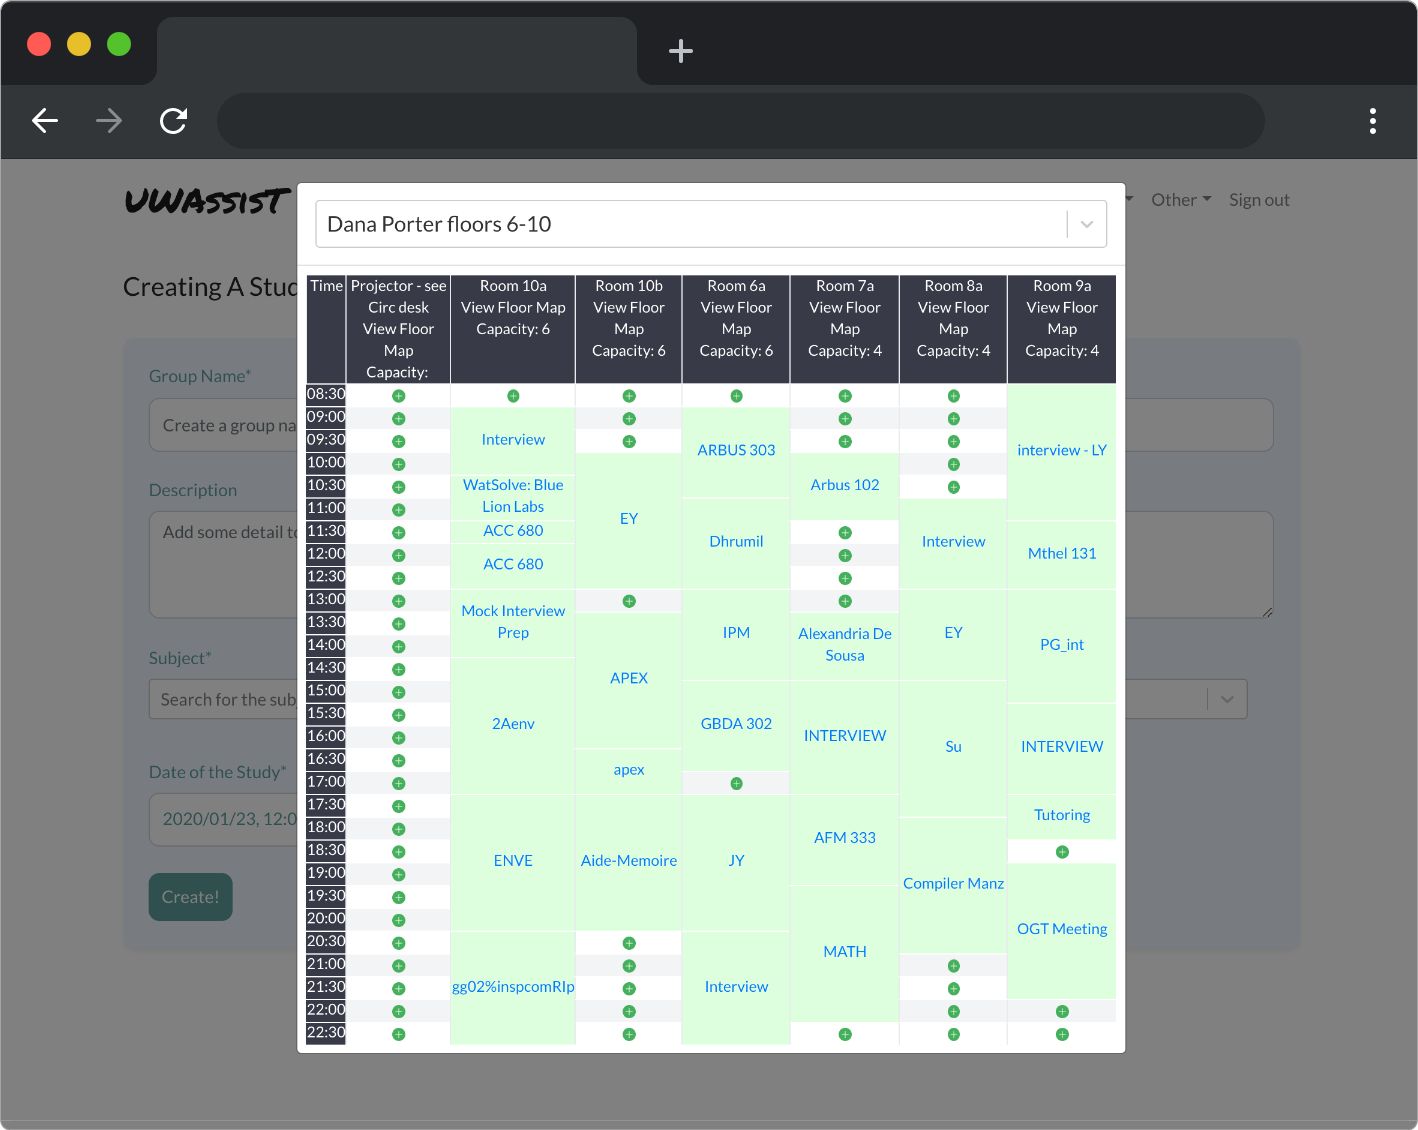 UWAssist
Other
Sign out
Dana Porter floors 6-10
Creating A Stud
Group Name*
Create a group na
Description
Add some detail to
Subject*
Search for the subj
Date of the Study*
2020/01/23, 12:0
Create!
Time
Projector - see
Circ desk
View Floor
Map
Capacity:
Room 10a
View Floor Map
Capacity: 6
Room 10b
View Floor
Map
Capacity: 6
Room 6a
View Floor
Map
Capacity: 6
Room 7a
View Floor
Map
Capacity: 4
Room 8a
View Floor
Map
Capacity: 4
Room 9a
View Floor
Map
Capacity: 4
08:30
09:00
09:30
10:00
10:30
11:00
11:30
12:00
12:30
13:00
13:30
14:00
14:30
15:00
15:30
16:00
16:30
17:00
17:30
18:00
18:30
19:00
19:30
20:00
20:30
21:00
21:30
22:00
22:30
Interview
WatSolve: Blue
Lion Labs
ACC 680
ACC 680
Mock Interview
Prep
2Aenv
ENVE
gg02%inspcomRIp
EY
APEX
apex
Aide-Memoire
ARBUS 303
Dhrumil
IPM
GBDA 302
JY
Interview
Arbus 102
Alexandria De
Sousa
INTERVIEW
AFM 333
MATH
Interview
EY
Su
Compiler Manz
interview - LY
Mthel 131
PG_int
INTERVIEW
Tutoring
OGT Meeting